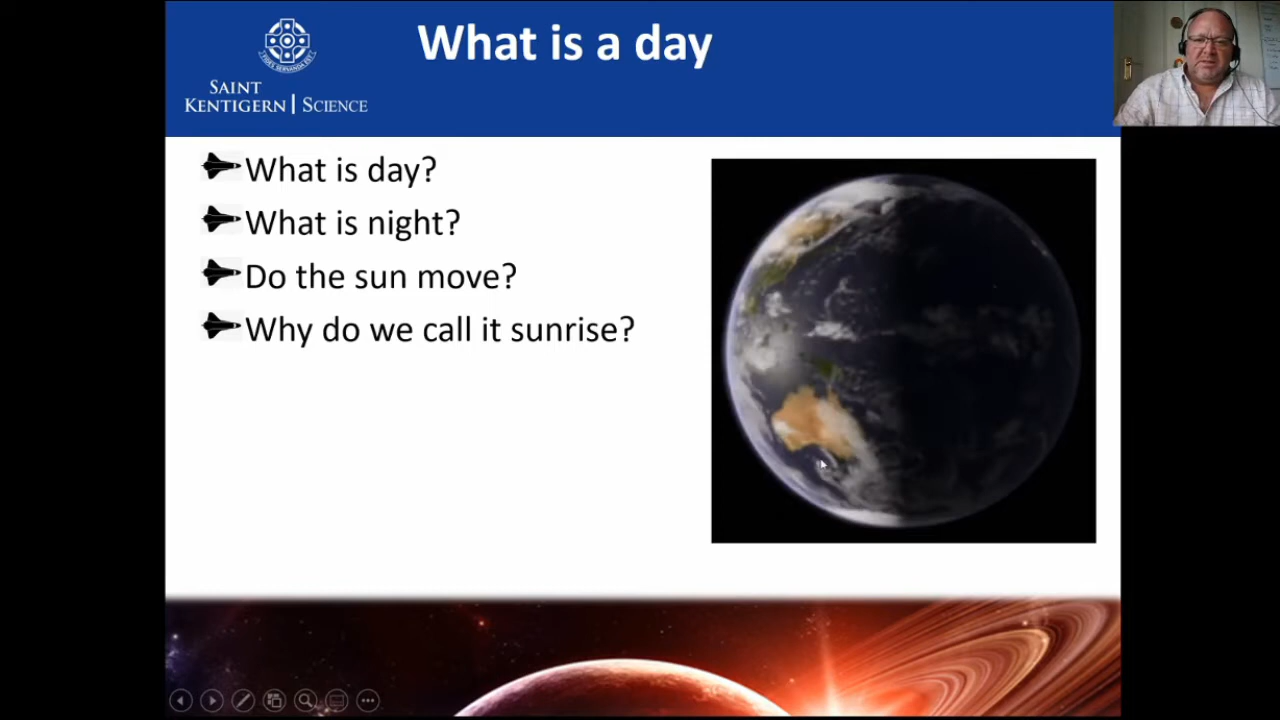 What is a day
SAINT
KENTIGERN | SCIENCE
What is day?
What is night?
Do the sun move?
Why do we call it sunrise?